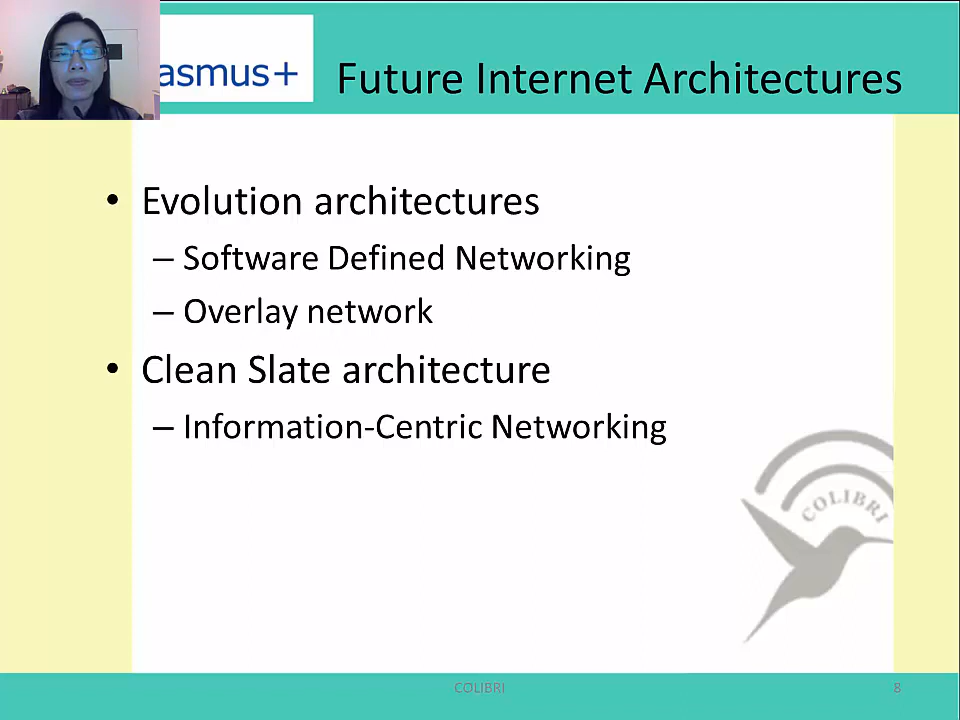 asmus+
Future Internet Architectures
• Evolution architectures
– Software Defined Networking
– Overlay network
• Clean Slate architecture
– Information-Centric Networking
COLIBRI
COLIBRI
8